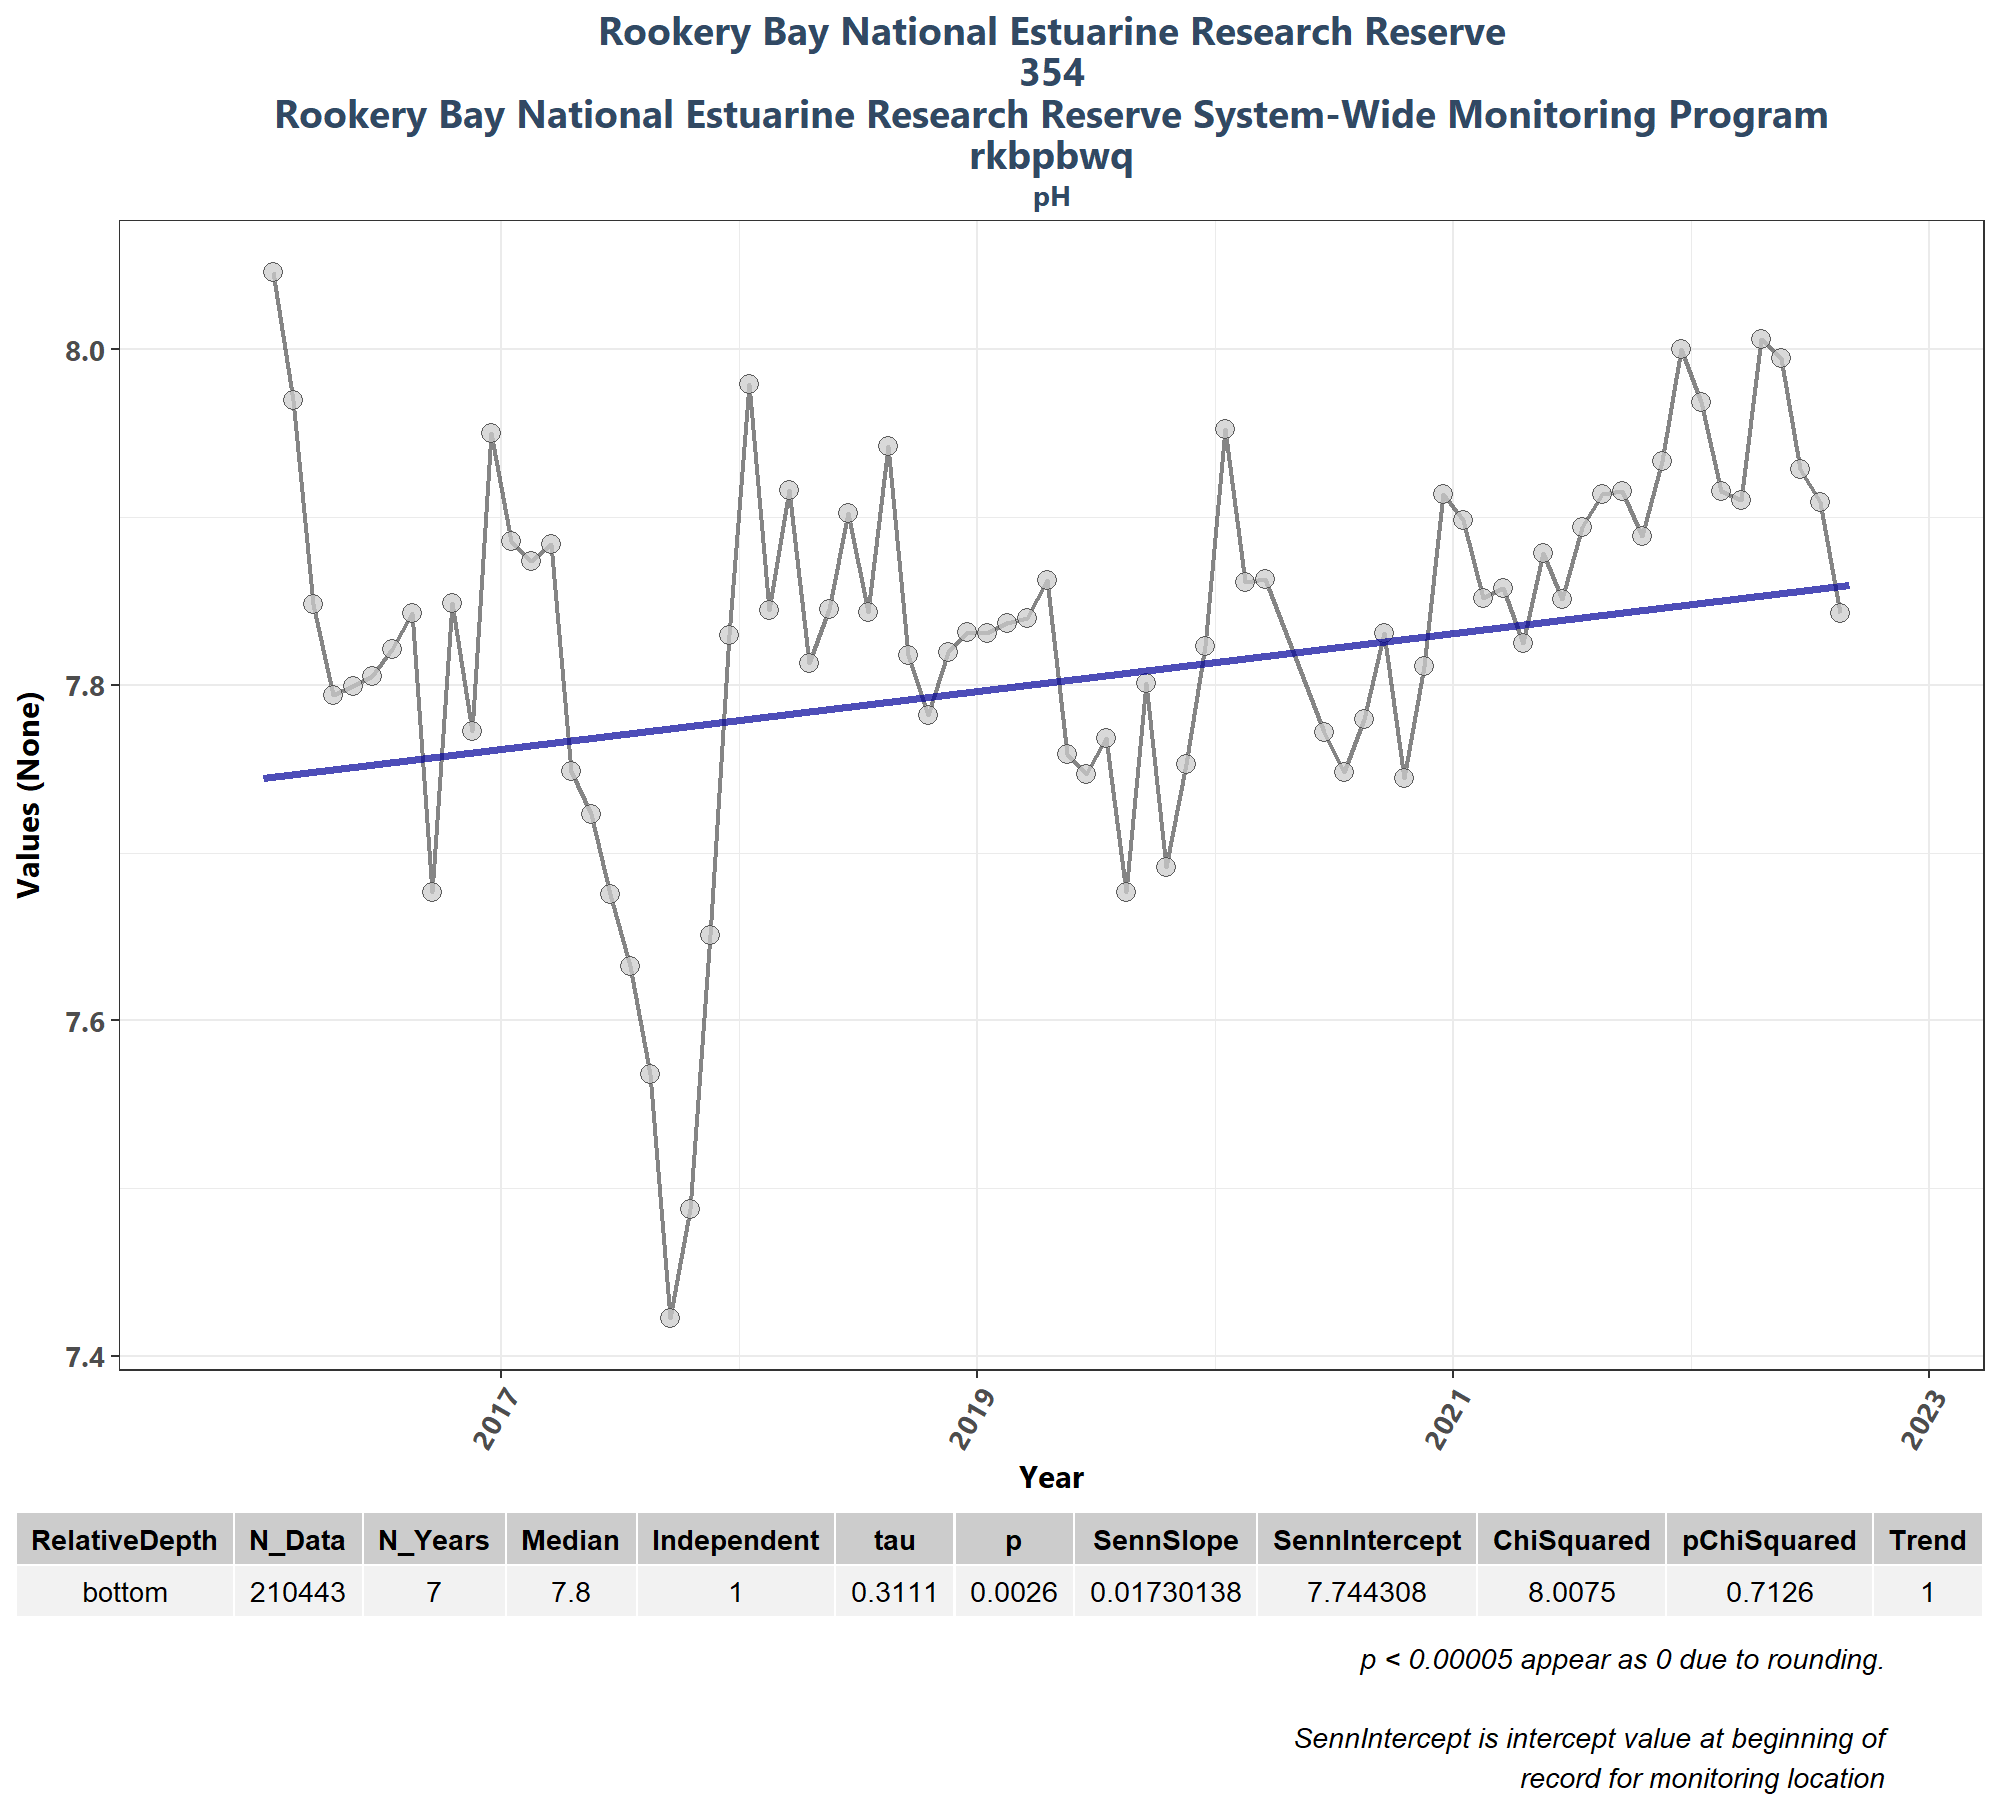 Rookery Bay National Estuarine Research Reserve
354
Rookery Bay National Estuarine Research Reserve System-Wide Monitoring Program
rkbpbwq
pH
Values (None)
8.0
7.8
7.6
7.4
2017 2019 2021 2023
Year
RelativeDepth N_Data N_Years Median Independent tau p SennSlope SennIntercept ChiSquared pChiSquared Trend
bottom 210443 7 7.8 1 0.3111 0.0026 0.01730138 7.744308 8.0075 0.7126 1
p < 0.00005 appear as 0 due to rounding.
SennIntercept is intercept value at beginning of
record for monitoring location